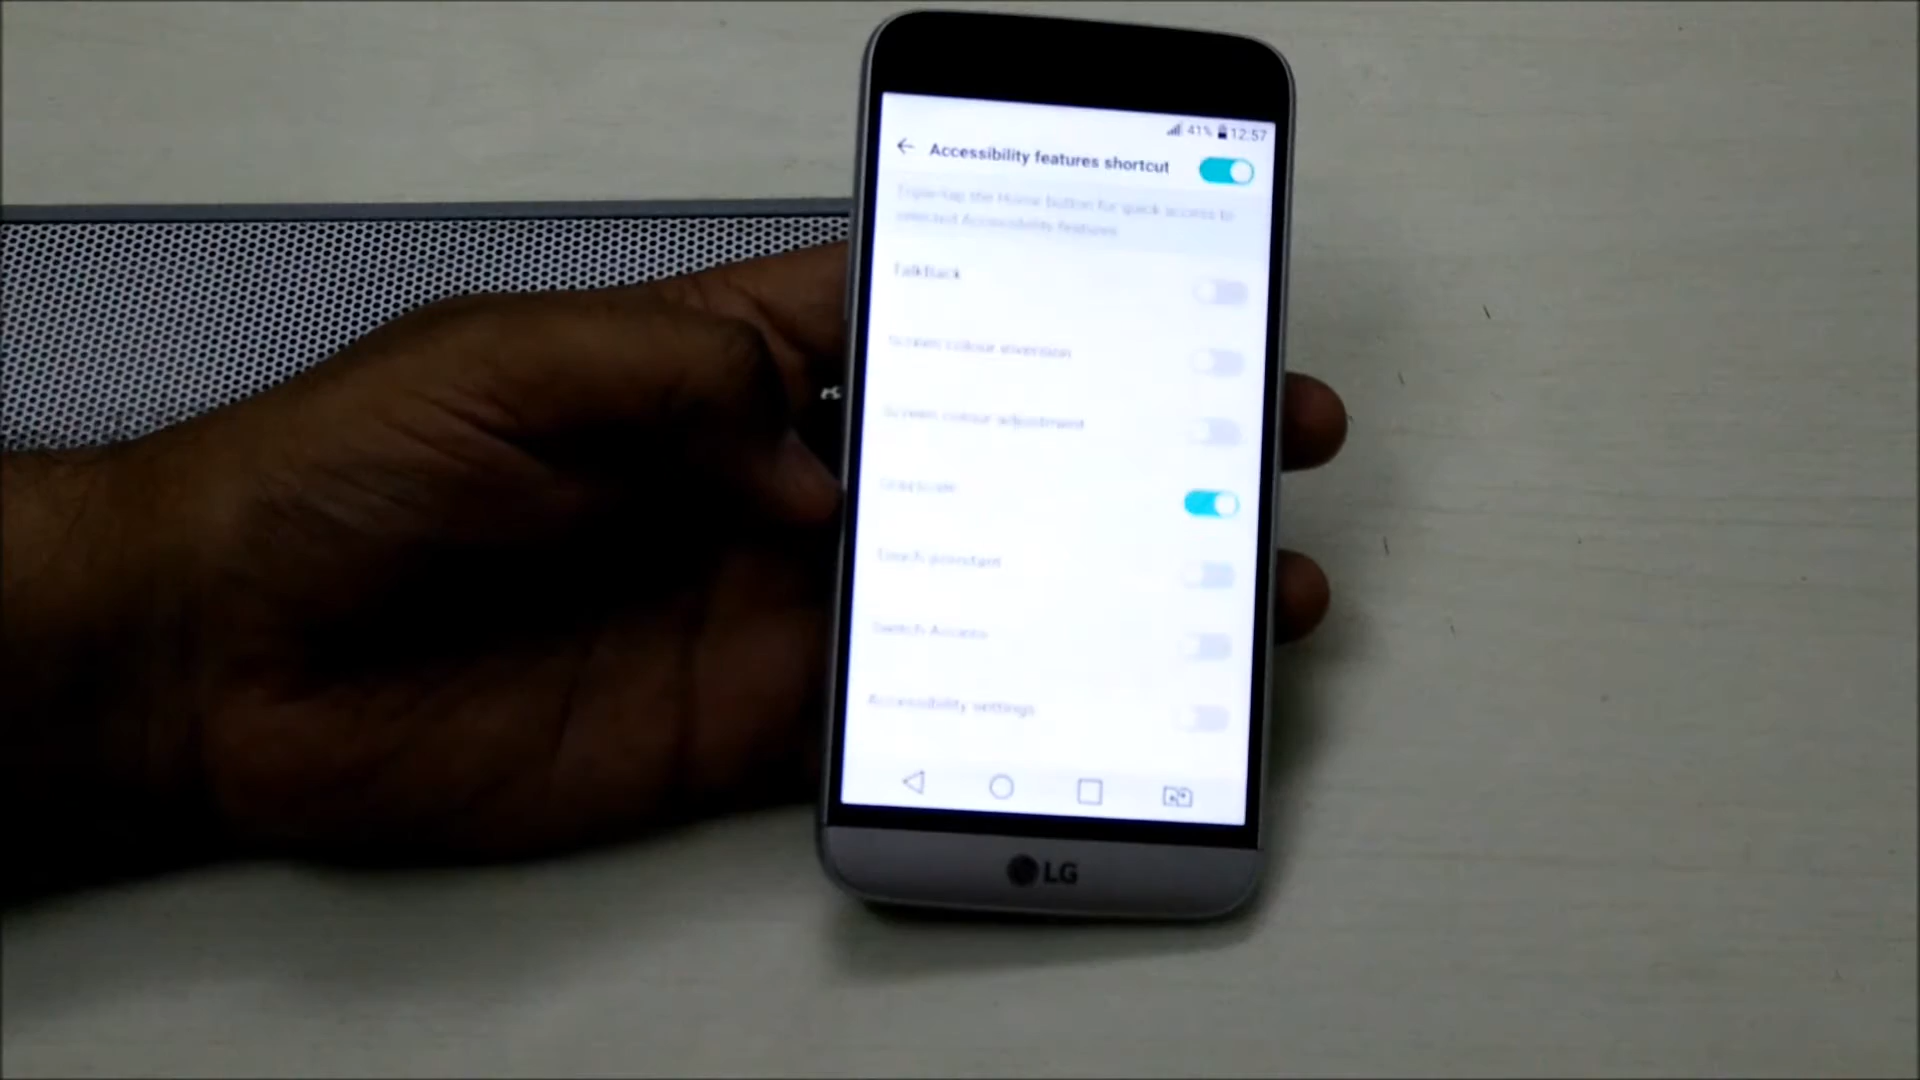 41% 12:57
Accessibility features shortcut
Triple-tap the Home button for quick access to
selected Accessibility features
TalkBack
Screen colour inversion
Screen colour adjustment
Grayscale
Touch assistant
Switch Access
Accessibility settings
LG